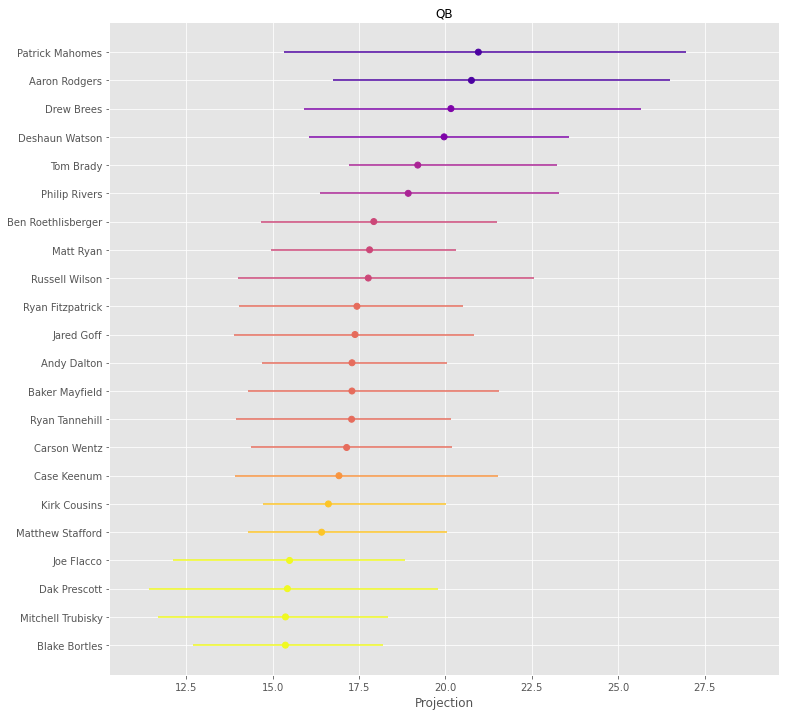 QB
Patrick Mahomes
Aaron Rodgers
Drew Brees
Deshaun Watson
Tom Brady
Philip Rivers
Ben Roethlisberger
Matt Ryan
Russell Wilson
Ryan Fitzpatrick
Jared Goff
Andy Dalton
Baker Mayfield
Ryan Tannehill
Carson Wentz
Case Keenum
Kirk Cousins
Matthew Stafford
Joe Flacco
Dak Prescott
Mitchell Trubisky
Blake Bortles
12.5 15.0 17.5 20.0 22.5 25.0 27.5
Projection